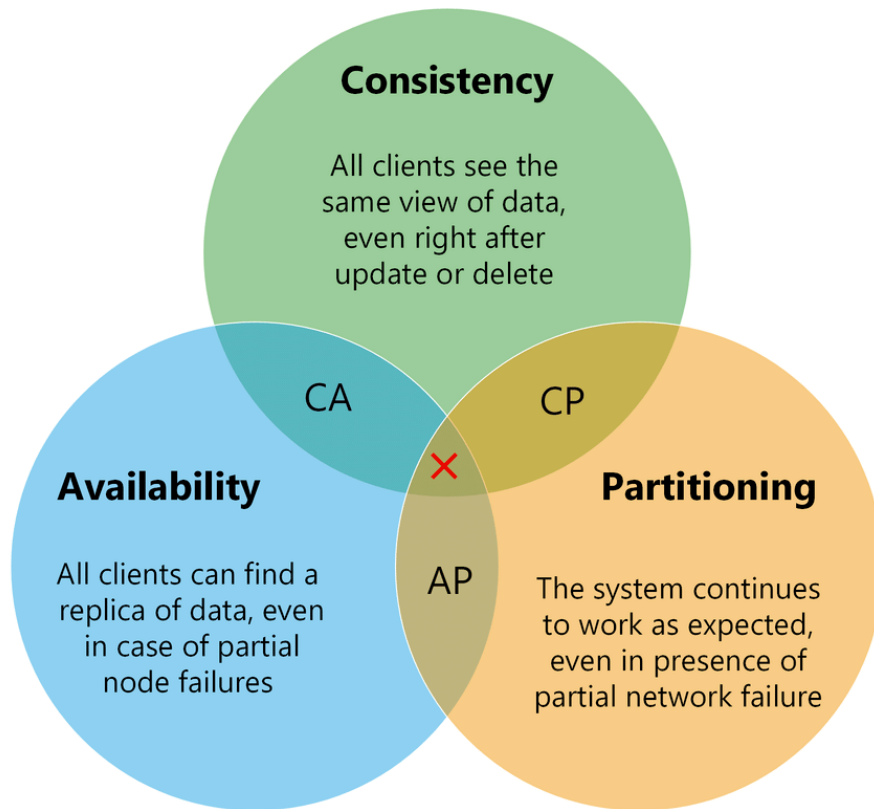 Consistency
All clients see the
same view of data,
even right after
update or delete
CA
CP
Availability
Partitioning
All clients can find a
replica of data, even
in case of partial
node failures
AP
The system continues
to work as expected,
even in presence of
partial network failure